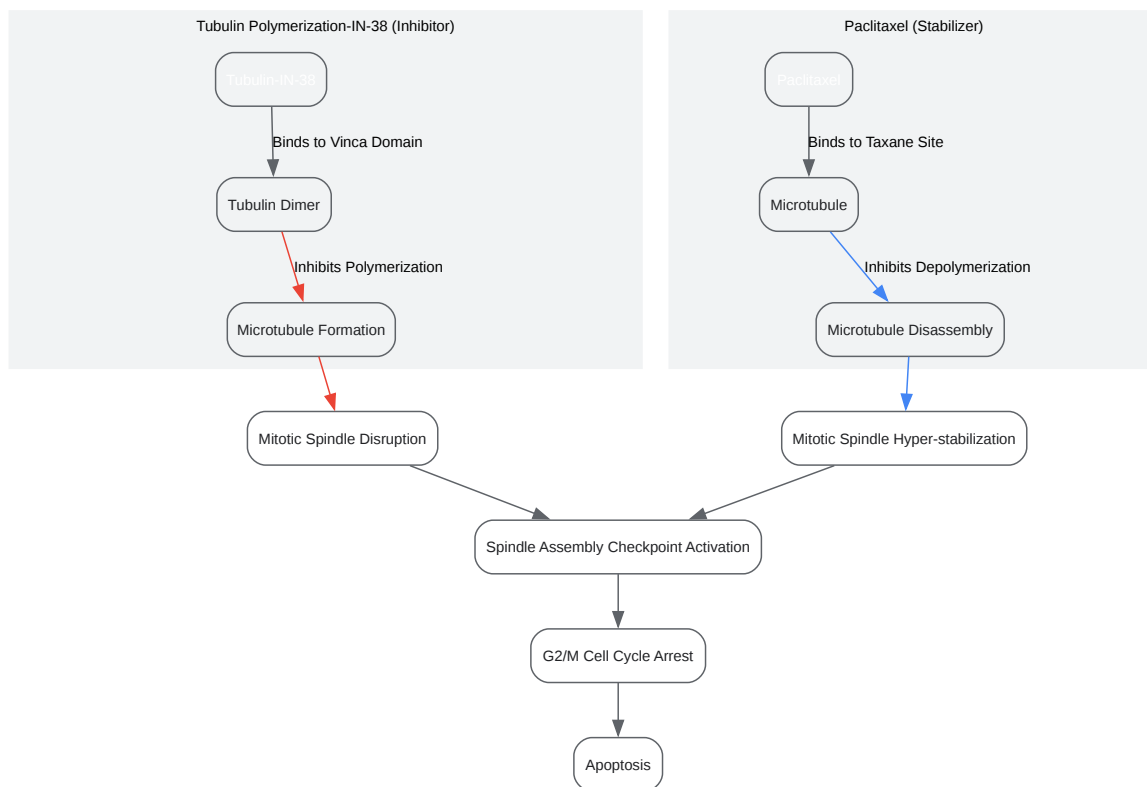 Tubulin Polymerization-IN-38 (Inhibitor)
Paclitaxel (Stabilizer)
Tubulin-IN-38
Paclitaxel
Binds to Vinca Domain
Binds to Taxane Site
Tubulin Dimer
Microtubule
Inhibits Polymerization
Inhibits Depolymerization
Microtubule Formation
Microtubule Disassembly
Mitotic Spindle Disruption
Mitotic Spindle Hyper-stabilization
Spindle Assembly Checkpoint Activation
G2/M Cell Cycle Arrest
Apoptosis